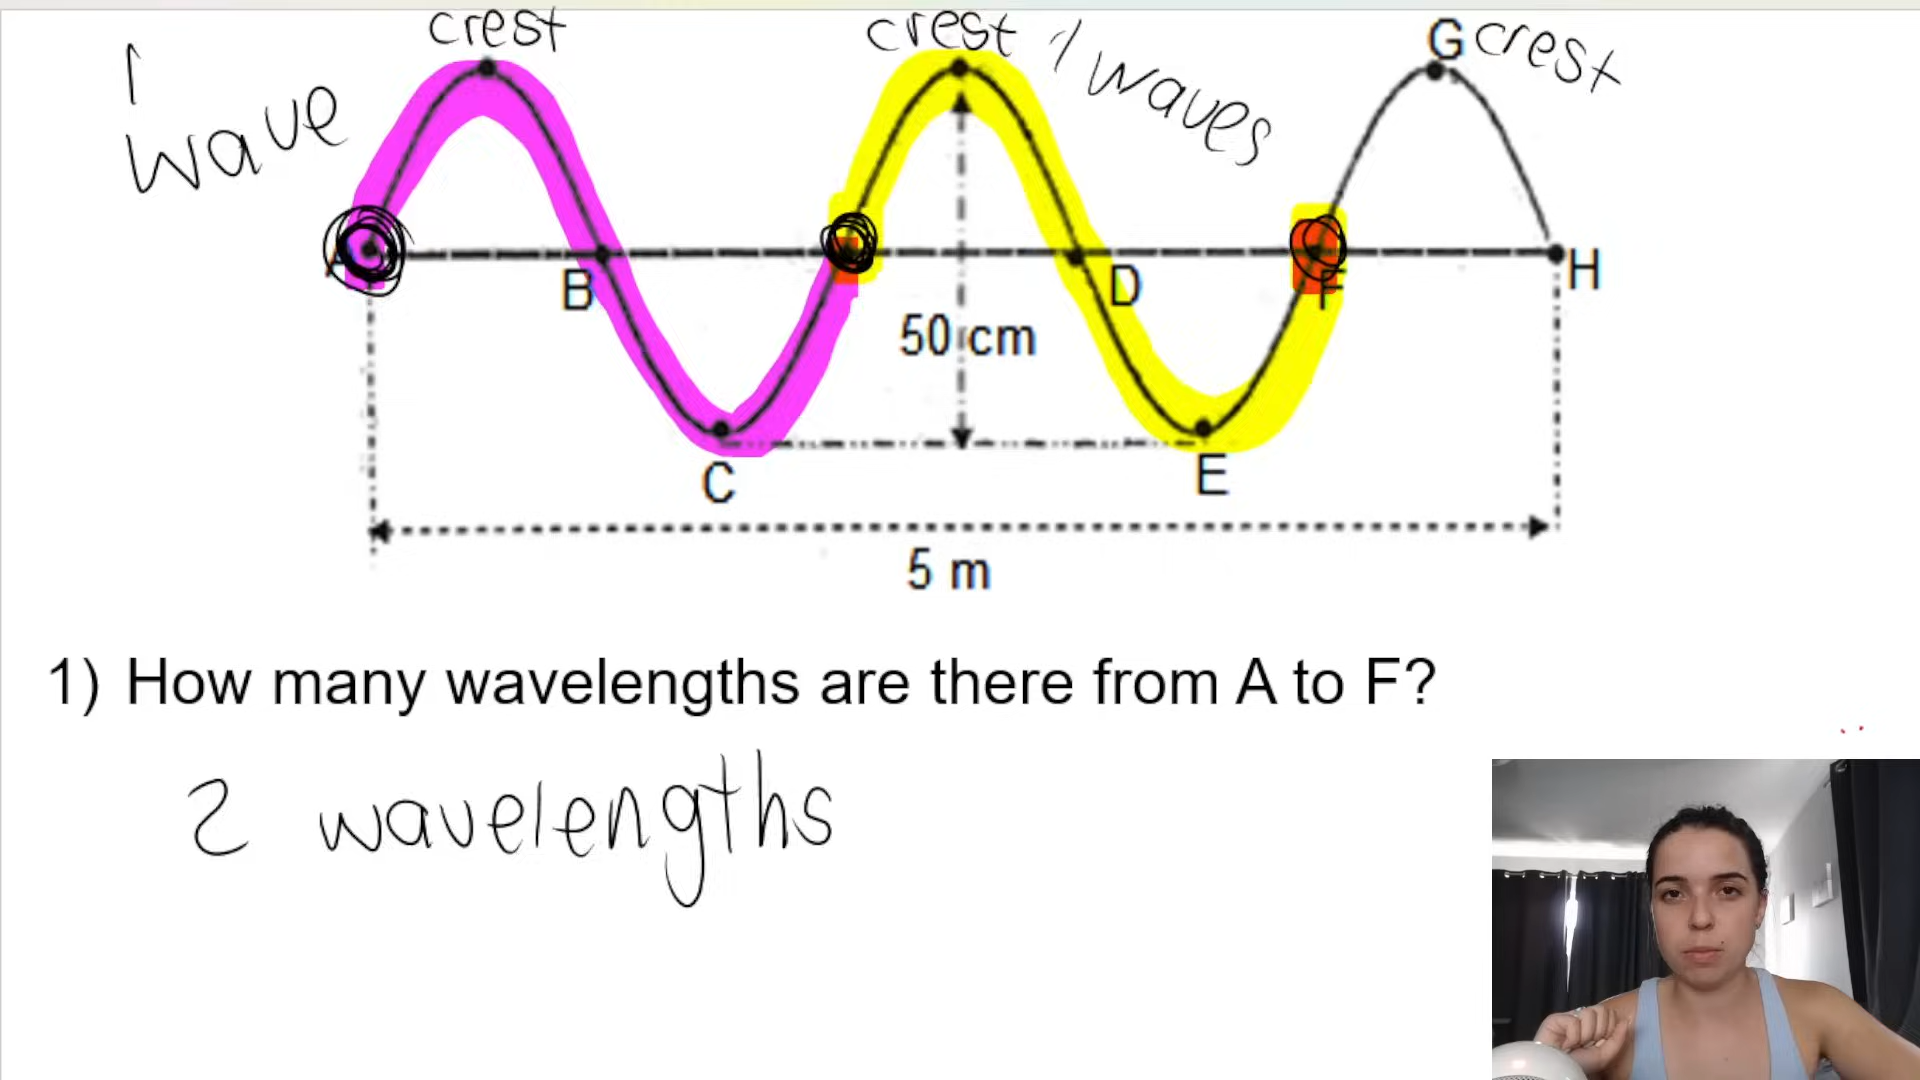 crest
crest
1 waves
G
crest
1
wave
A
B
D
F
H
50 cm
C
E
5 m
1) How many wavelengths are there from A to F?
2 wavelengths